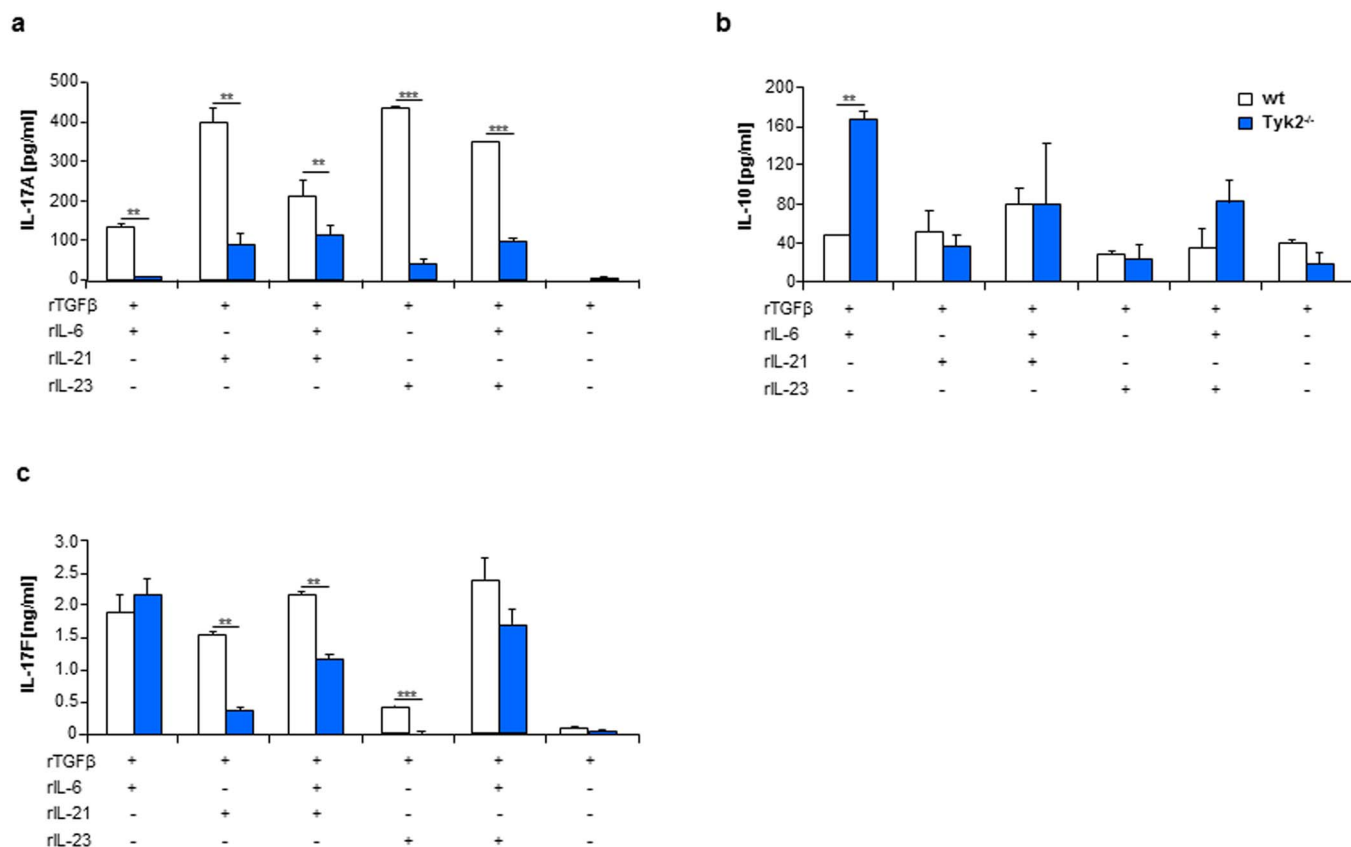 a
IL-17A [pg/ml]
500
400
300
200
100
0
**
**
**
***
***
rTGFβ + + + + + +
rIL-6 + - + - + -
rIL-21 - + + - - -
rIL-23 - - - + + -
b
IL-10 [pg/ml]
200
160
120
80
40
0
**
wt
Tyk2-/-
rTGFβ + + + + + +
rIL-6 + - + - + -
rIL-21 - + + - - -
rIL-23 - - - + + -
c
IL-17F[ng/ml]
3.0
2.5
2.0
1.5
1.0
0.5
0
**
**
***
rTGFβ + + + + + +
rIL-6 + - + - + -
rIL-21 - + + - - -
rIL-23 - - - + + -